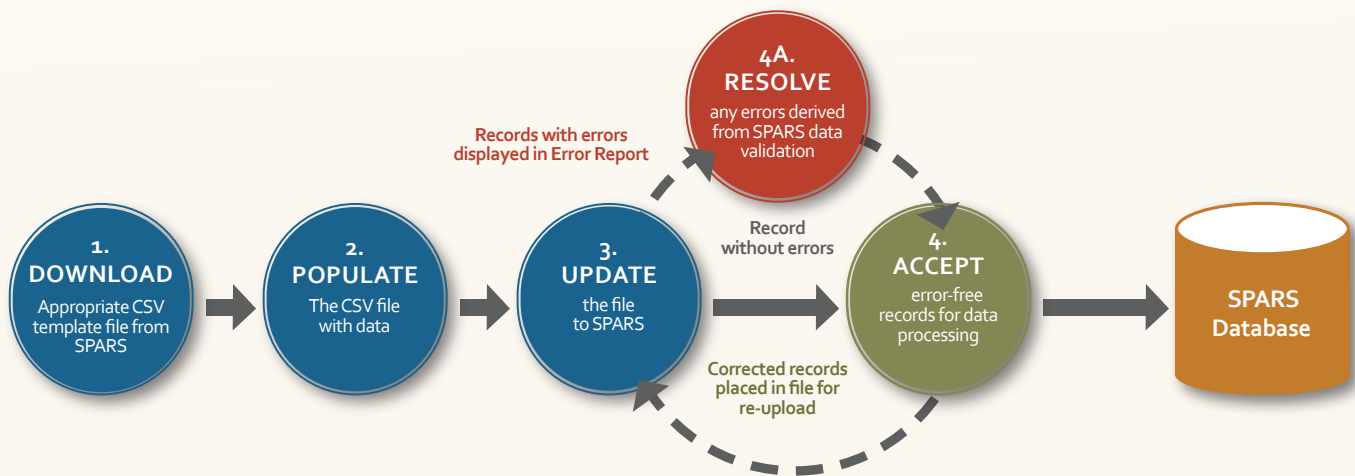 1.
DOWNLOAD
Appropriate CSV
template file from
SPARS
2.
POPULATE
The CSV file
with data
3.
UPDATE
the file
to SPARS
Records with errors
displayed in Error Report
4A.
RESOLVE
any errors derived
from SPARS data
validation
Record
without errors
4.
ACCEPT
error-free
records for data
processing
Corrected records
placed in file for
re-upload
SPARS
Database